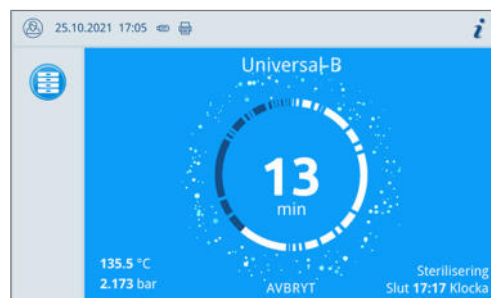 25.10.2021 17:05 i
Universal-B
13
min
135.5 °C
2.173 bar
AVBRYT
Sterilisering
Slut 17:17 Klocka